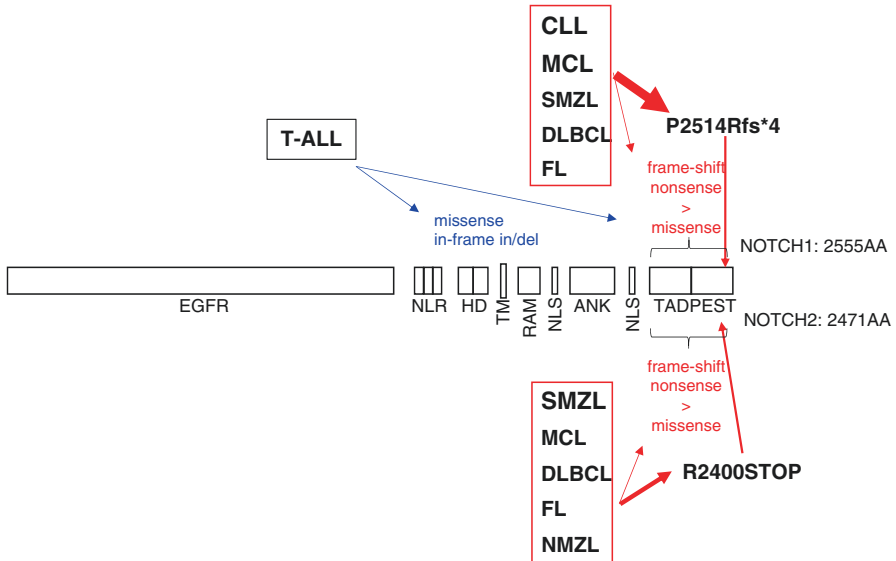 CLL
MCL
SMZL
DLBCL
FL
P2514Rfs*4
T-ALL
frame-shift
nonsense
>
missense
missense
in-frame in/del
NOTCH1: 2555AA
EGFR
NLR
HD
TM
RAM
NLS
ANK
NLS
TADPEST
NOTCH2: 2471AA
frame-shift
nonsense
>
missense
SMZL
MCL
DLBCL
FL
NMZL
R2400STOP